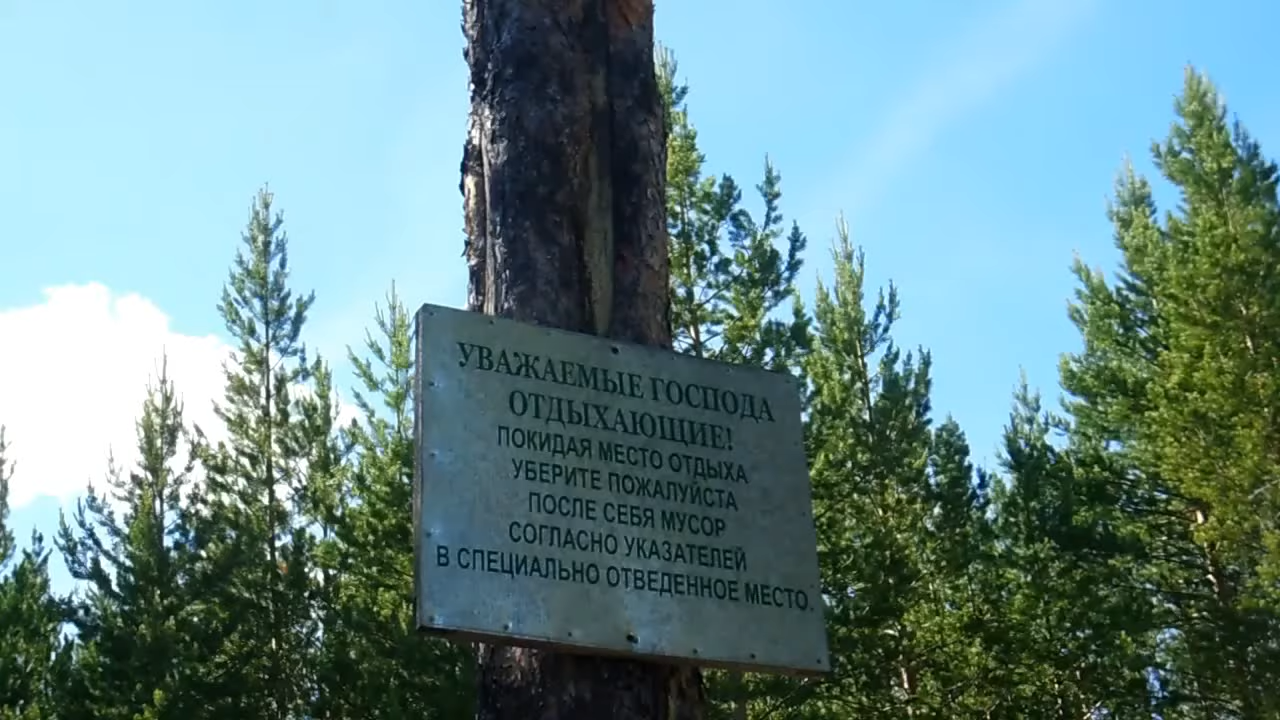 УВАЖАЕМЫЕ ГОСПОДА
ОТДЫХАЮЩИЕ!
ПОКИДАЯ МЕСТО ОТДЫХА
УБЕРИТЕ ПОЖАЛУЙСТА
ПОСЛЕ СЕБЯ МУСОР
СОГЛАСНО УКАЗАТЕЛЕЙ
В СПЕЦИАЛЬНО ОТВЕДЕННОЕ МЕСТО.